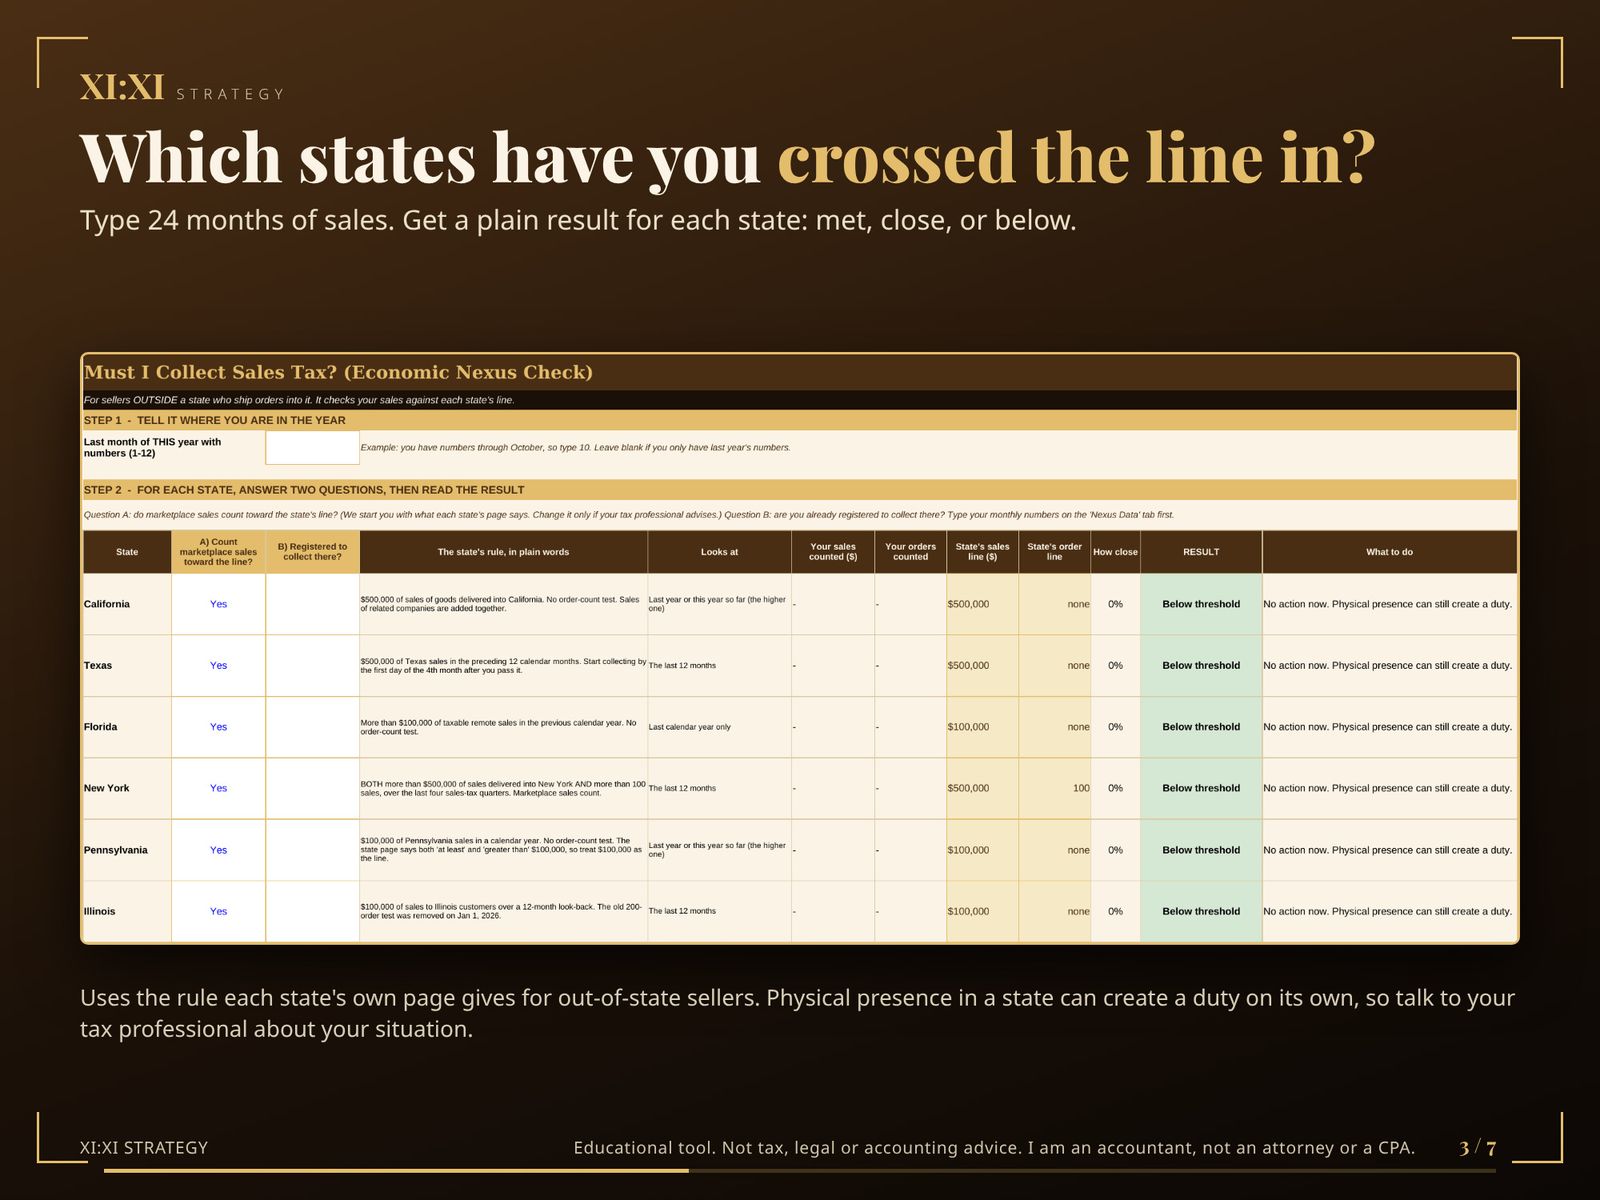 XI:XI STRATEGY
Which states have you crossed the line in?
Type 24 months of sales. Get a plain result for each state: met, close, or below.
Must I Collect Sales Tax? (Economic Nexus Check)
For sellers OUTSIDE a state who ship orders into it. It checks your sales against each state's line.
STEP 1 - TELL IT WHERE YOU ARE IN THE YEAR
Last month of THIS year with
numbers (1-12)
Example: you have numbers through October, so type 10. Leave blank if you only have last year's numbers.
STEP 2 - FOR EACH STATE, ANSWER TWO QUESTIONS, THEN READ THE RESULT
Question A: do marketplace sales count toward the state's line? (We start you with what each state's page says. Change it only if your tax professional advises.) Question B: are you already registered to collect there? Type your monthly numbers on the 'Nexus Data' tab first.
State
A) Count
marketplace sales
toward the line?
B) Registered to
collect there?
The state's rule, in plain words
Looks at
Your sales
counted ($)
Your orders
counted
State's sales
line ($)
State's order
line
How close
RESULT
What to do
California
Yes
$500,000 of sales of goods delivered into California. No order-count test. Sales
of related companies are added together.
Last year or this year so far (the higher
one)
-
-
$500,000
none
0%
Below threshold
No action now. Physical presence can still create a duty.
Texas
Yes
$500,000 of Texas sales in the preceding 12 calendar months. Start collecting by
the first day of the 4th month after you pass it.
The last 12 months
-
-
$500,000
none
0%
Below threshold
No action now. Physical presence can still create a duty.
Florida
Yes
More than $100,000 of taxable remote sales in the previous calendar year. No
order-count test.
Last calendar year only
-
-
$100,000
none
0%
Below threshold
No action now. Physical presence can still create a duty.
New York
Yes
BOTH more than $500,000 of sales delivered into New York AND more than 100
sales, over the last four sales-tax quarters. Marketplace sales count.
The last 12 months
-
-
$500,000
100
0%
Below threshold
No action now. Physical presence can still create a duty.
Pennsylvania
Yes
$100,000 of Pennsylvania sales in a calendar year. No order-count test. The
state page says both 'at least' and 'greater than' $100,000, so treat $100,000 as
the line.
Last year or this year so far (the higher
one)
-
-
$100,000
none
0%
Below threshold
No action now. Physical presence can still create a duty.
Illinois
Yes
$100,000 of sales to Illinois customers over a 12-month look-back. The old 200-
order test was removed on Jan 1, 2026.
The last 12 months
-
-
$100,000
none
0%
Below threshold
No action now. Physical presence can still create a duty.
Uses the rule each state's own page gives for out-of-state sellers. Physical presence in a state can create a duty on its own, so talk to your
tax professional about your situation.
XI:XI STRATEGY
Educational tool. Not tax, legal or accounting advice. I am an accountant, not an attorney or a CPA.
3 / 7